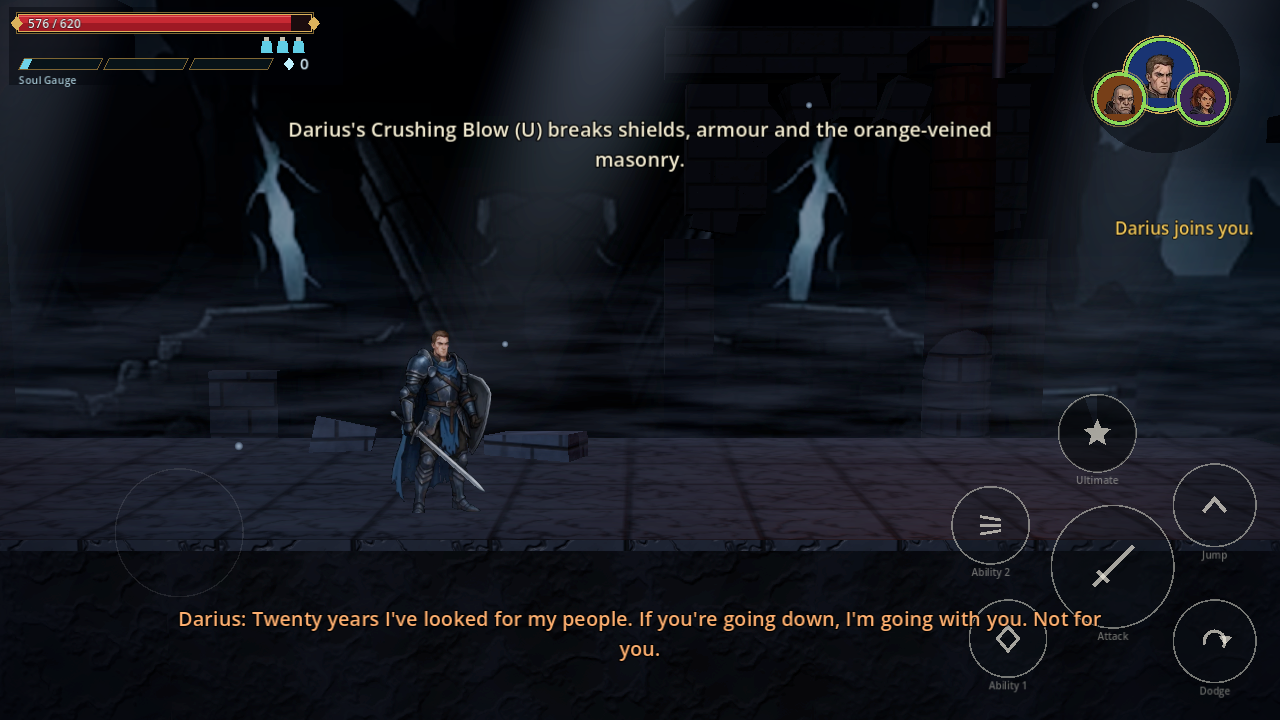 576 / 620
0
Soul Gauge
Darius's Crushing Blow (U) breaks shields, armour and the orange-veined
masonry.
Darius joins you.
Ultimate
Ability 2
Jump
Darius: Twenty years I've looked for my people. If you're going down, I'm going with you. Not for
you.
Attack
Ability 1
Dodge